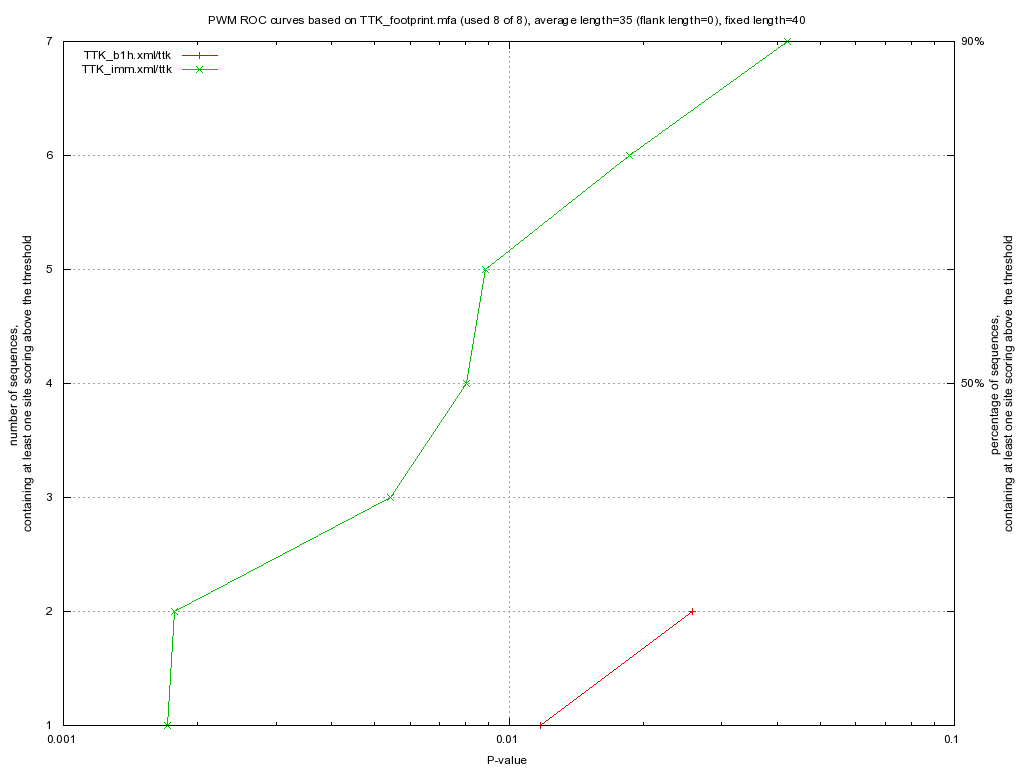 PWM ROC curves based on TTK_footprint.mfa (used 8 of 8), average length=35 (flank length=0), fixed length=40
TTK_b1h.xml/ttk
TTK_imm.xml/ttk
7
6
5
4
3
2
1
90%
50%
0.001
0.01
0.1
P-value
number of sequences,
containing at least one site scoring above the threshold
percentage of sequences,
containing at least one site scoring above the threshold